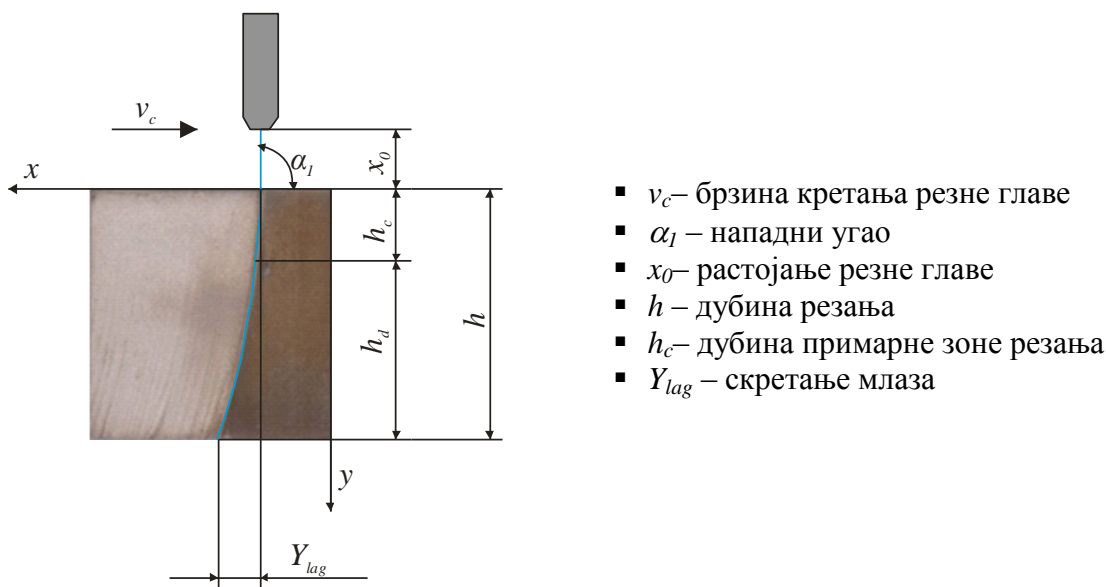 v_c
α_1
x_0
x
h_c
h_d
h
y
Y_lag
▪ v_c– брзина кретања резне главе
▪ α_1 – нападни угао
▪ x_0– растојање резне главе
▪ h – дубина резања
▪ h_c– дубина примарне зоне резања
▪ Y_lag – скретање млаза